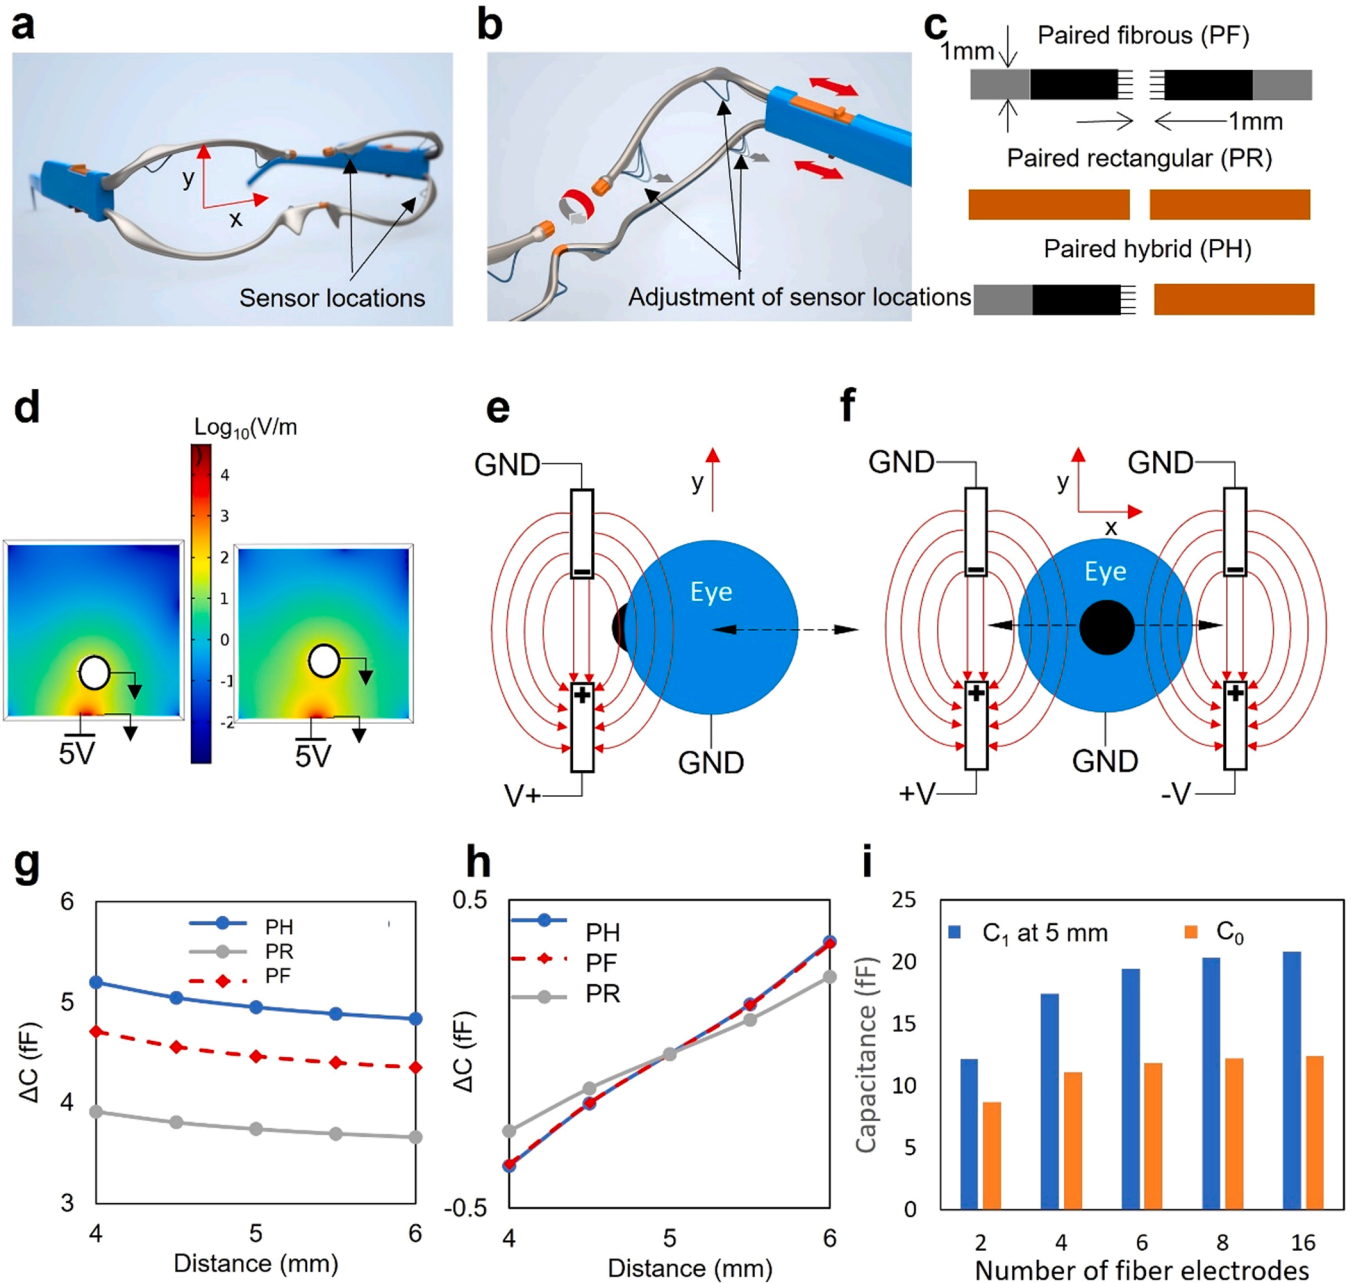 a
y
x
Sensor locations
b
Adjustment of sensor locations
c
Paired fibrous (PF)
1mm
1mm
Paired rectangular (PR)
Paired hybrid (PH)
d
Log10(V/m
)
4
3
2
1
0
-1
-2
5V
5V
e
GND
y
Eye
GND
V+
f
GND
GND
y
x
Eye
GND
+V
-V
g
6
5
4
3
ΔC (fF)
PH
PR
PF
4
5
6
Distance (mm)
h
0.5
-0.5
ΔC (fF)
PH
PF
PR
4
5
6
Distance (mm)
i
25
20
15
10
5
0
Capacitance (fF)
C1 at 5 mm
C0
2
4
6
8
16
Number of fiber electrodes